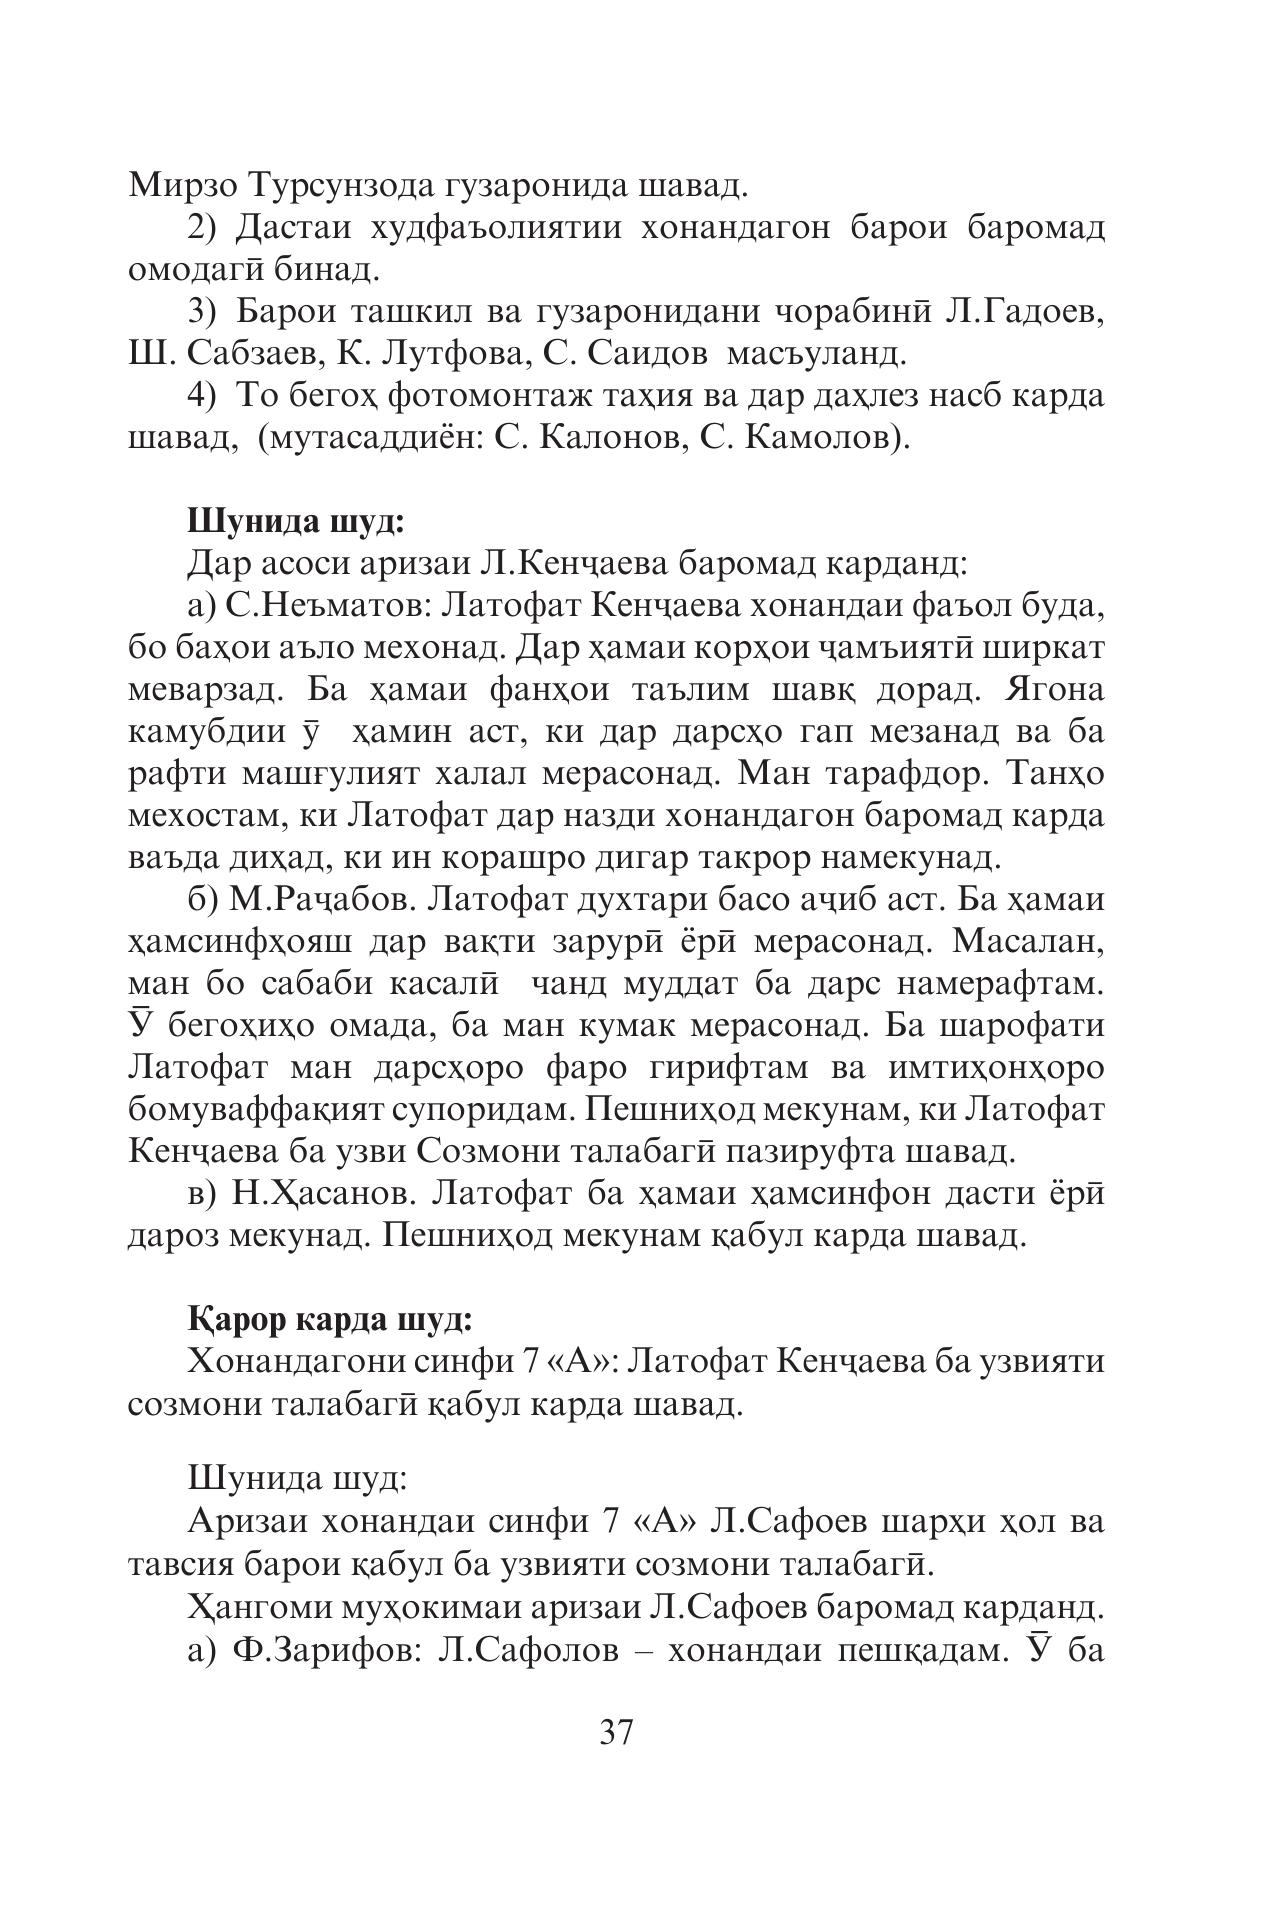 Мирзо Турсунзода гузаронида шавад.
2) Дастаи худфаъолиятии хонандагон барои баромад
омодагӣ бинад.
3) Барои ташкил ва гузаронидани чорабинӣ Л.Гадоев,
Ш. Сабзаев, К. Лутфова, С. Саидов масъуланд.
4) То бегоҳ фотомонтаж таҳия ва дар даҳлез насб карда
шавад, (мутасаддиён: С. Калонов, С. Камолов).
Шунида шуд:
Дар асоси аризаи Л.Кенҷаева баромад карданд:
а) С.Неъматов: Латофат Кенҷаева хонандаи фаъол буда,
бо баҳои аъло мехонад. Дар ҳамаи корҳои ҷамъиятӣ ширкат
меварзад. Ба ҳамаи фанҳои таълим шавқ дорад. Ягона
камубдии ӯ ҳамин аст, ки дар дарсҳо гап мезанад ва ба
рафти машғулият халал мерасонад. Ман тарафдор. Танҳо
мехостам, ки Латофат дар назди хонандагон баромад карда
ваъда диҳад, ки ин корашро дигар такрор намекунад.
б) М.Раҷабов. Латофат духтари басо аҷиб аст. Ба ҳамаи
ҳамсинфҳояш дар вақти зарурӣ ёрӣ мерасонад. Масалан,
ман бо сабаби касалӣ чанд муддат ба дарс намерафтам.
Ӯ бегоҳиҳо омада, ба ман кумак мерасонад. Ба шарофати
Латофат ман дарсҳоро фаро гирифтам ва имтиҳонҳоро
бомуваффақият супоридам. Пешниҳод мекунам, ки Латофат
Кенҷаева ба узви Созмони талабагӣ пазируфта шавад.
в) Н.Ҳасанов. Латофат ба ҳамаи ҳамсинфон дасти ёрӣ
дароз мекунад. Пешниҳод мекунам қабул карда шавад.
Қарор карда шуд:
Хонандагони синфи 7 «А»: Латофат Кенҷаева ба узвияти
созмони талабагӣ қабул карда шавад.
Шунида шуд:
Аризаи хонандаи синфи 7 «А» Л.Сафоев шарҳи ҳол ва
тавсия барои қабул ба узвияти созмони талабагӣ.
Ҳангоми муҳокимаи аризаи Л.Сафоев баромад карданд.
а) Ф.Зарифов: Л.Сафолов – хонандаи пешқадам. Ӯ ба
37